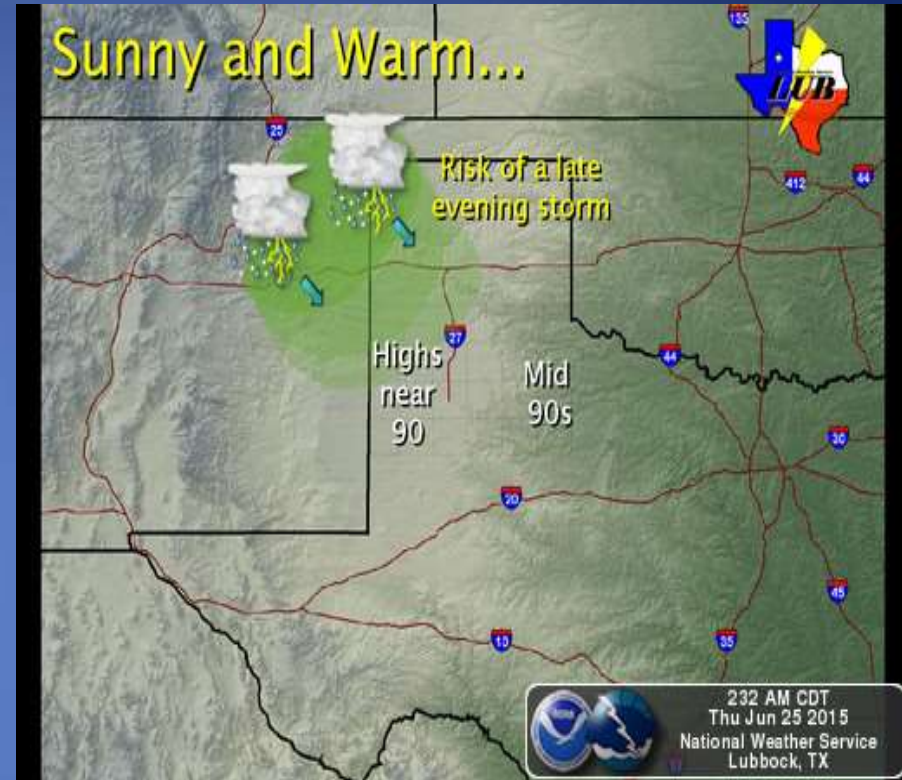 Sunny and Warm...
135
LUB
25
Risk of a late
evening storm
412
44
27
44
Highs
near
90
Mid
90s
30
20
45
10
35
232 AM CDT
Thu Jun 25 2015
National Weather Service
Lubbock, TX
noaa